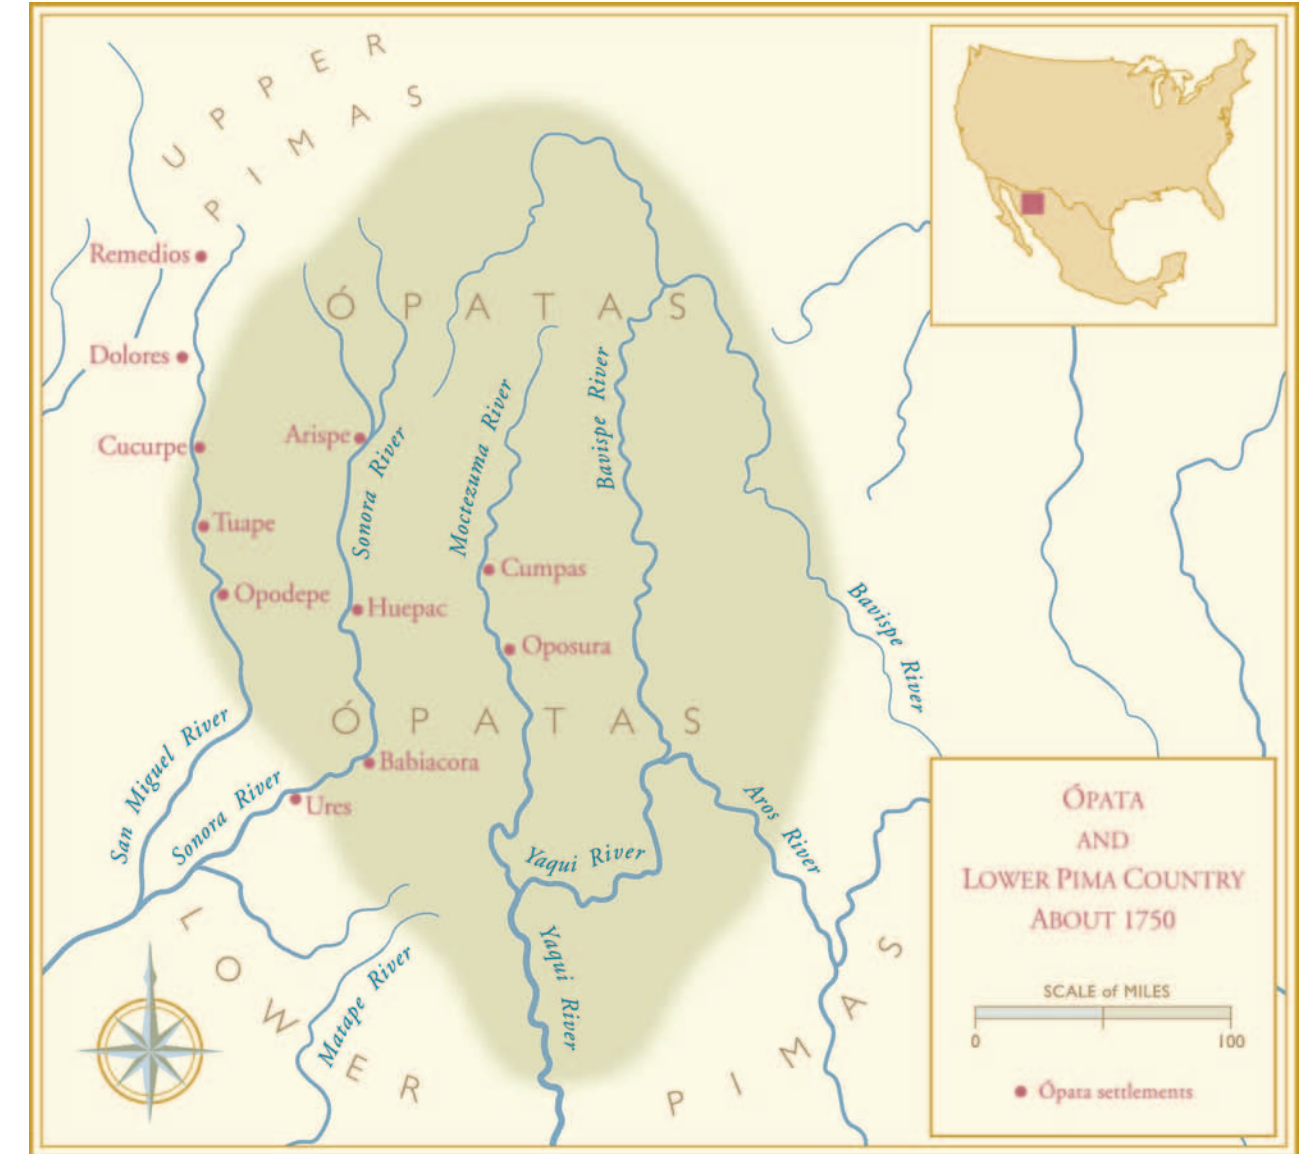 UPPER
PIMAS
Remedios
Dolores
Cucurpe
Tuape
Opodepe
ÓPATAS
Arispe
Sonora River
Moctezuma River
Bavispe River
Huepac
Cumpas
Oposura
Bavispe River
ÓPATAS
San Miguel River
Sonora River
Babiacora
Ures
Yaqui River
Aros River
Yaqui River
Matape River
LOWER PIMAS
ÓPATA
AND
LOWER PIMA COUNTRY
ABOUT 1750
SCALE of MILES
0 100
Ópata settlements